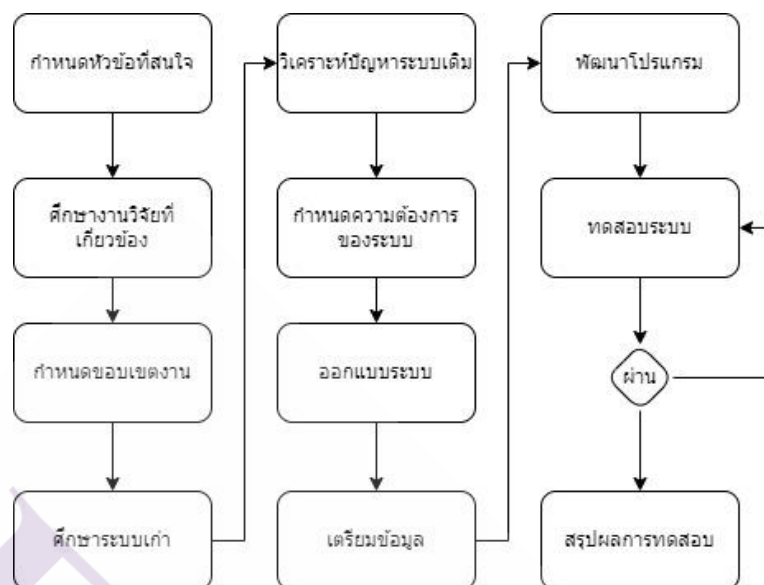 กำหนดหัวข้อที่สนใจ
ศึกษางานวิจัยที่
เกี่ยวข้อง
กำหนดขอบเขตงาน
ศึกษาระบบเก่า
วิเคราะห์ปัญหาระบบเดิม
กำหนดความต้องการ
ของระบบ
ออกแบบระบบ
เตรียมข้อมูล
พัฒนาโปรแกรม
ทดสอบระบบ
ผ่าน
สรุปผลการทดสอบ